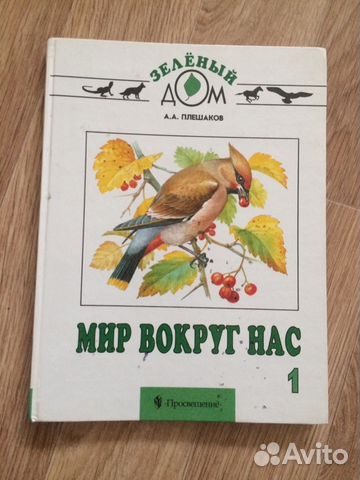 ЗЕЛЁНЫЙ
ДОМ
А.А. ПЛЕШАКОВ
МИР ВОКРУГ НАС
1
·Просвещение·
Avito